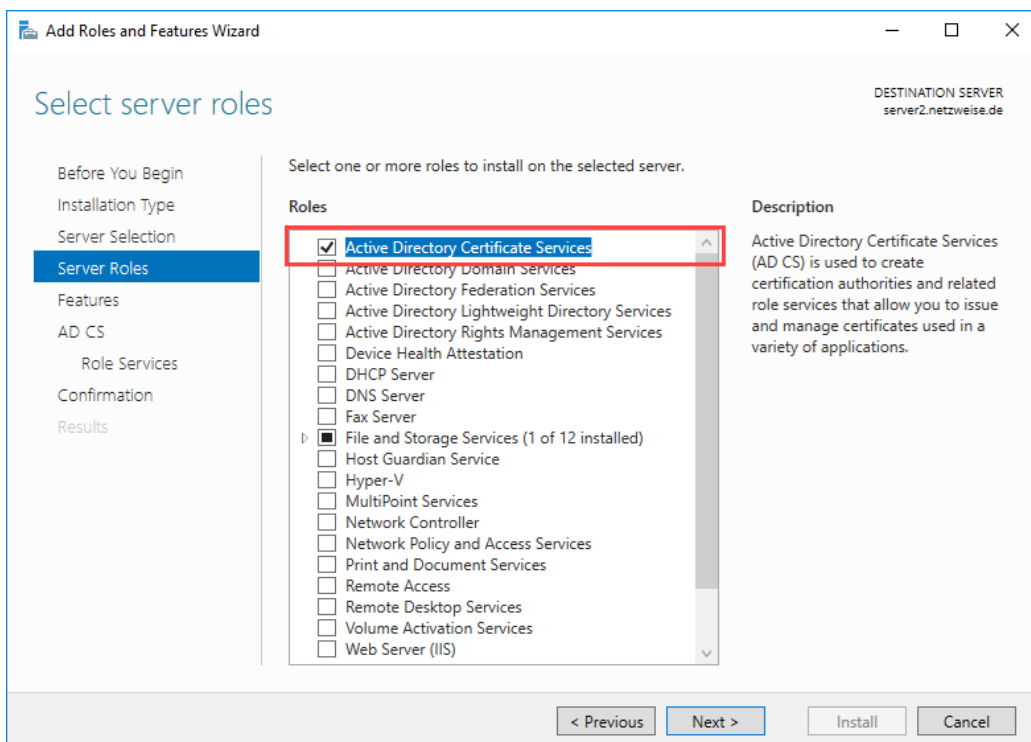 Add Roles and Features Wizard
Select server roles
DESTINATION SERVER
server2.netzweise.de
Before You Begin
Installation Type
Server Selection
Server Roles
Features
AD CS
Role Services
Confirmation
Results
Select one or more roles to install on the selected server.
Roles
Active Directory Certificate Services
Active Directory Domain Services
Active Directory Federation Services
Active Directory Lightweight Directory Services
Active Directory Rights Management Services
Device Health Attestation
DHCP Server
DNS Server
Fax Server
File and Storage Services (1 of 12 installed)
Host Guardian Service
Hyper-V
MultiPoint Services
Network Controller
Network Policy and Access Services
Print and Document Services
Remote Access
Remote Desktop Services
Volume Activation Services
Web Server (IIS)
Description
Active Directory Certificate Services
(AD CS) is used to create
certification authorities and related
role services that allow you to issue
and manage certificates used in a
variety of applications.
< Previous
Next >
Install
Cancel